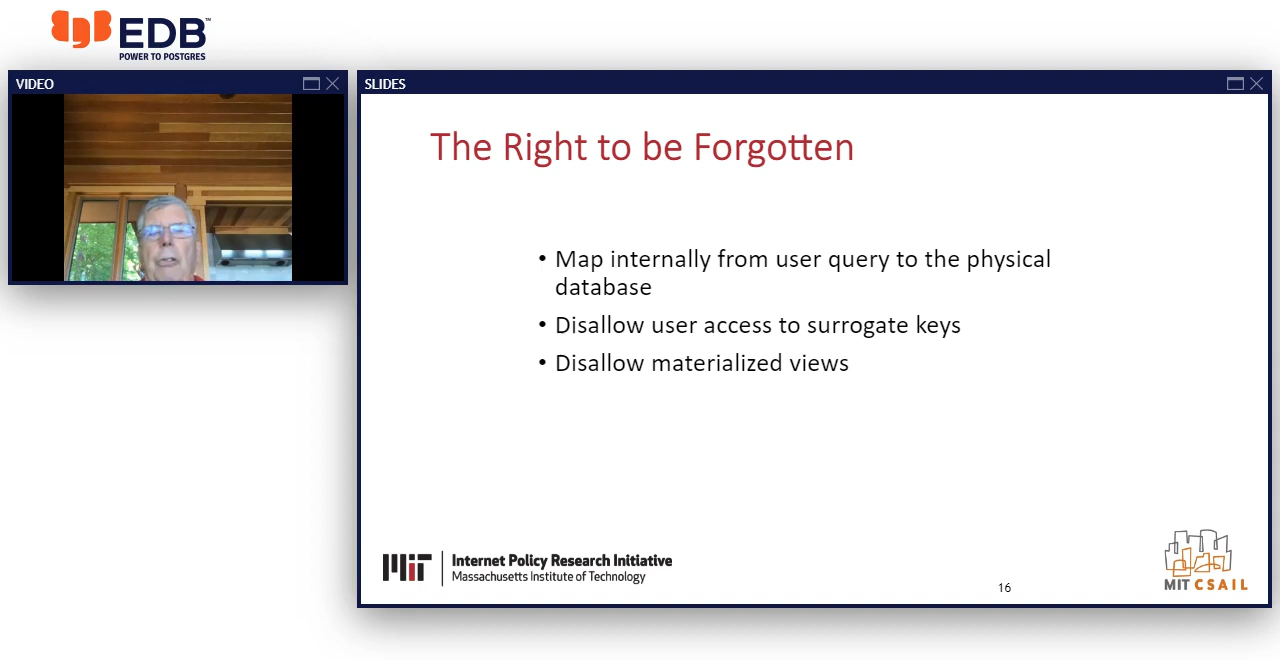 EDB™
POWER TO POSTGRES
VIDEO
SLIDES
The Right to be Forgotten
• Map internally from user query to the physical
database
• Disallow user access to surrogate keys
• Disallow materialized views
MIT
Internet Policy Research Initiative
Massachusetts Institute of Technology
16
MIT CSAIL